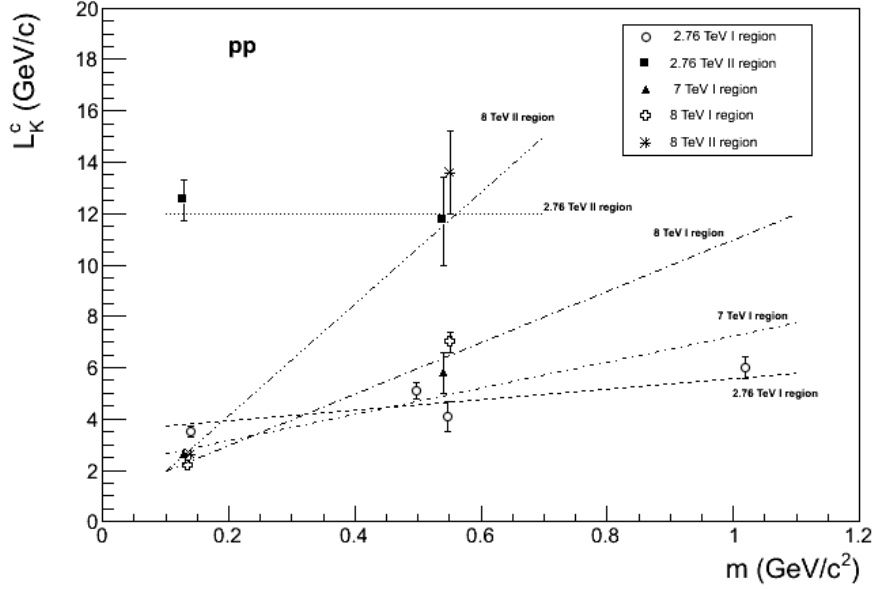 20
18
16
14
12
10
8
6
4
2
0
L_K^c (GeV/c)
pp
2.76 TeV I region
2.76 TeV II region
7 TeV I region
8 TeV I region
8 TeV II region
8 TeV II region
2.76 TeV II region
8 TeV I region
7 TeV I region
2.76 TeV I region
0 0.2 0.4 0.6 0.8 1 1.2
m (GeV/c²)